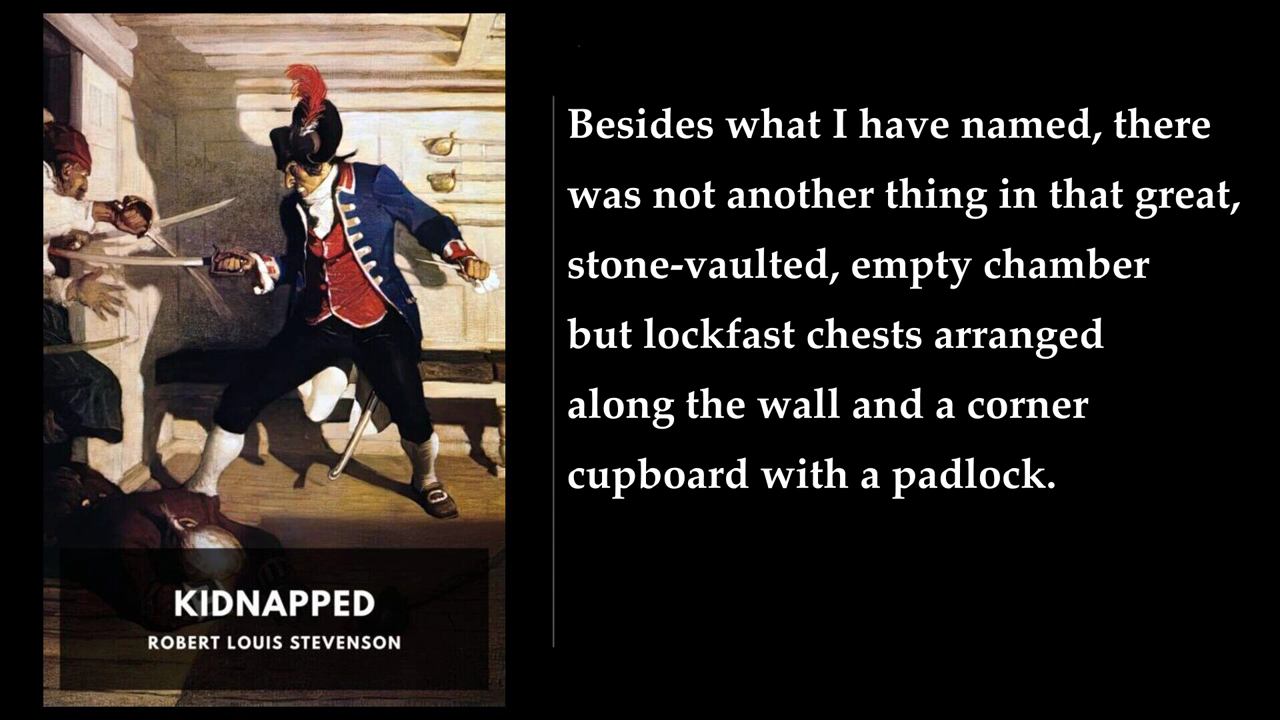 Besides what I have named, there
was not another thing in that great,
stone-vaulted, empty chamber
but lockfast chests arranged
along the wall and a corner
cupboard with a padlock.
KIDNAPPED
ROBERT LOUIS STEVENSON